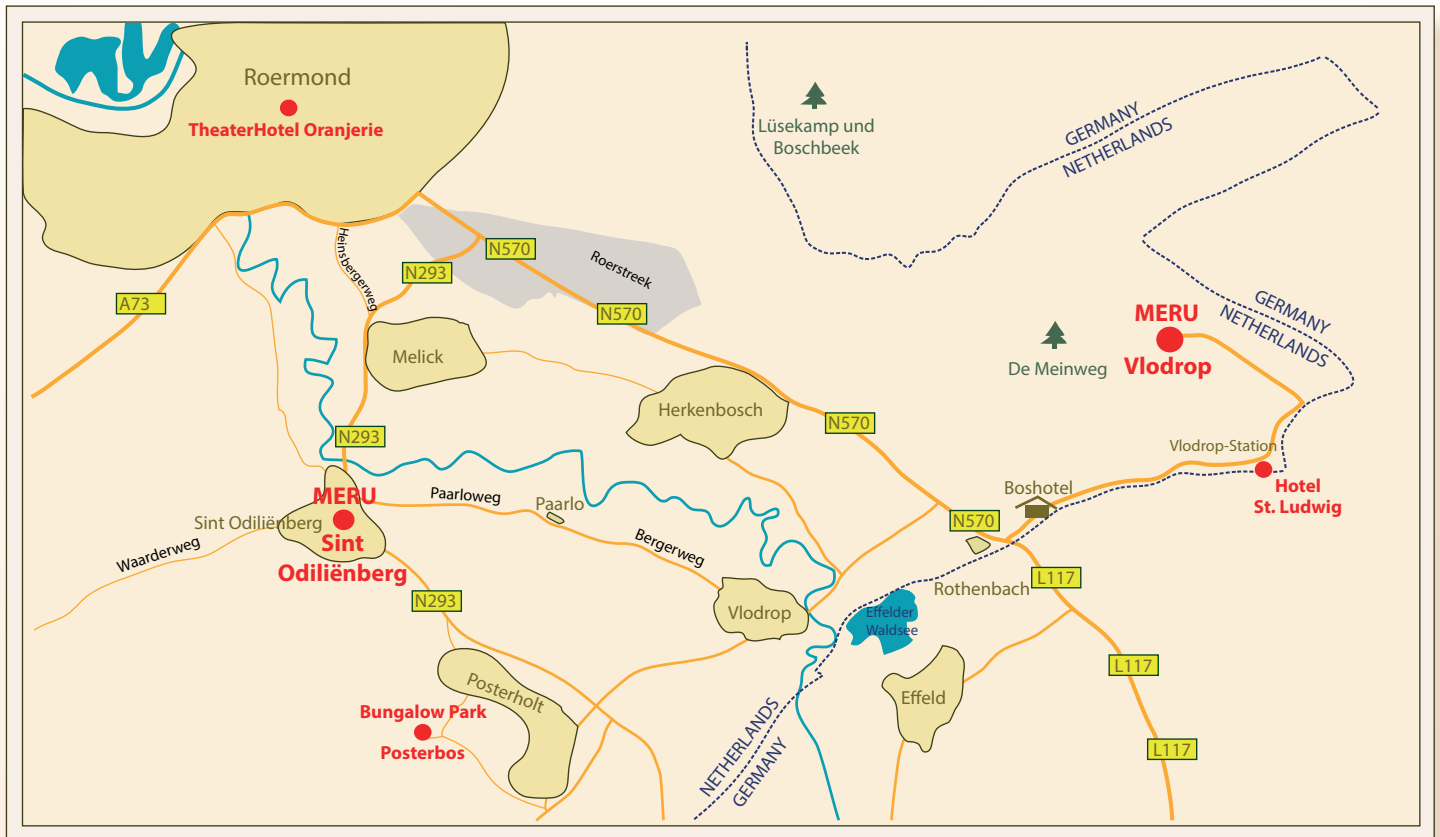 Roermond
TheaterHotel Oranjerie
Lüsekamp und
Boschbeek
GERMANY
NETHERLANDS
Heinsbergerweg
N570
Roerstreek
N293
A73
N570
GERMANY
NETHERLANDS
MERU
Vlodrop
De Meinweg
Melick
Herkenbosch
N570
N293
Vlodrop-Station
Hotel
St. Ludwig
Boshotel
MERU
Sint Odiliënberg
Sint
Odiliënberg
Paarloweg
Paarlo
Bergerweg
Waarderweg
N570
L117
Rothenbach
N293
Vlodrop
Effelder
Waldsee
L117
Posterholt
Effeld
Bungalow Park
Posterbos
NETHERLANDS
GERMANY
L117